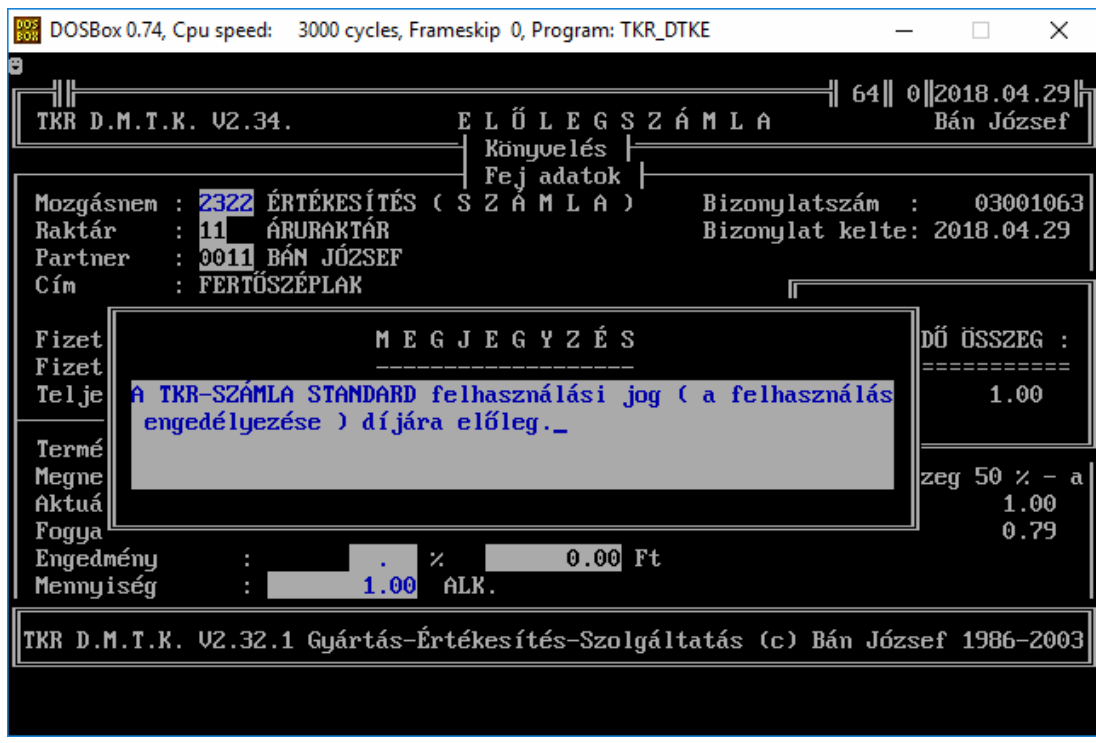 DOSBox 0.74, Cpu speed: 3000 cycles, Frameskip 0, Program: TKR_DTKE
64 0 2018.04.29
TKR D.M.T.K. V2.34. E L Ő L E G S Z Á M L A Bán József
Könyvelés
Fej adatok
Mozgásnem : 2322 ÉRTÉKESÍTÉS ( S Z Á M L A ) Bizonylatszám : 03001063
Raktár : 11 ÁRURAKTÁR Bizonylat kelte: 2018.04.29
Partner : 0011 BÁN JÓZSEF
Cím : FERTŐSZÉPLAK
Fizet M E G J E G Y Z É S DŐ ÖSSZEG :
Fizet ------------------- ===========
Telje A TKR-SZÁMLA STANDARD felhasználási jog ( a felhasználás 1.00
engedélyezése ) díjára előleg._
Termé
Megne zeg 50 % - a
Aktuá 1.00
Fogya 0.79
Engedmény : . % 0.00 Ft
Mennyiség : 1.00 ALK.
TKR D.M.T.K. V2.32.1 Gyártás-Értékesítés-Szolgáltatás (c) Bán József 1986-2003